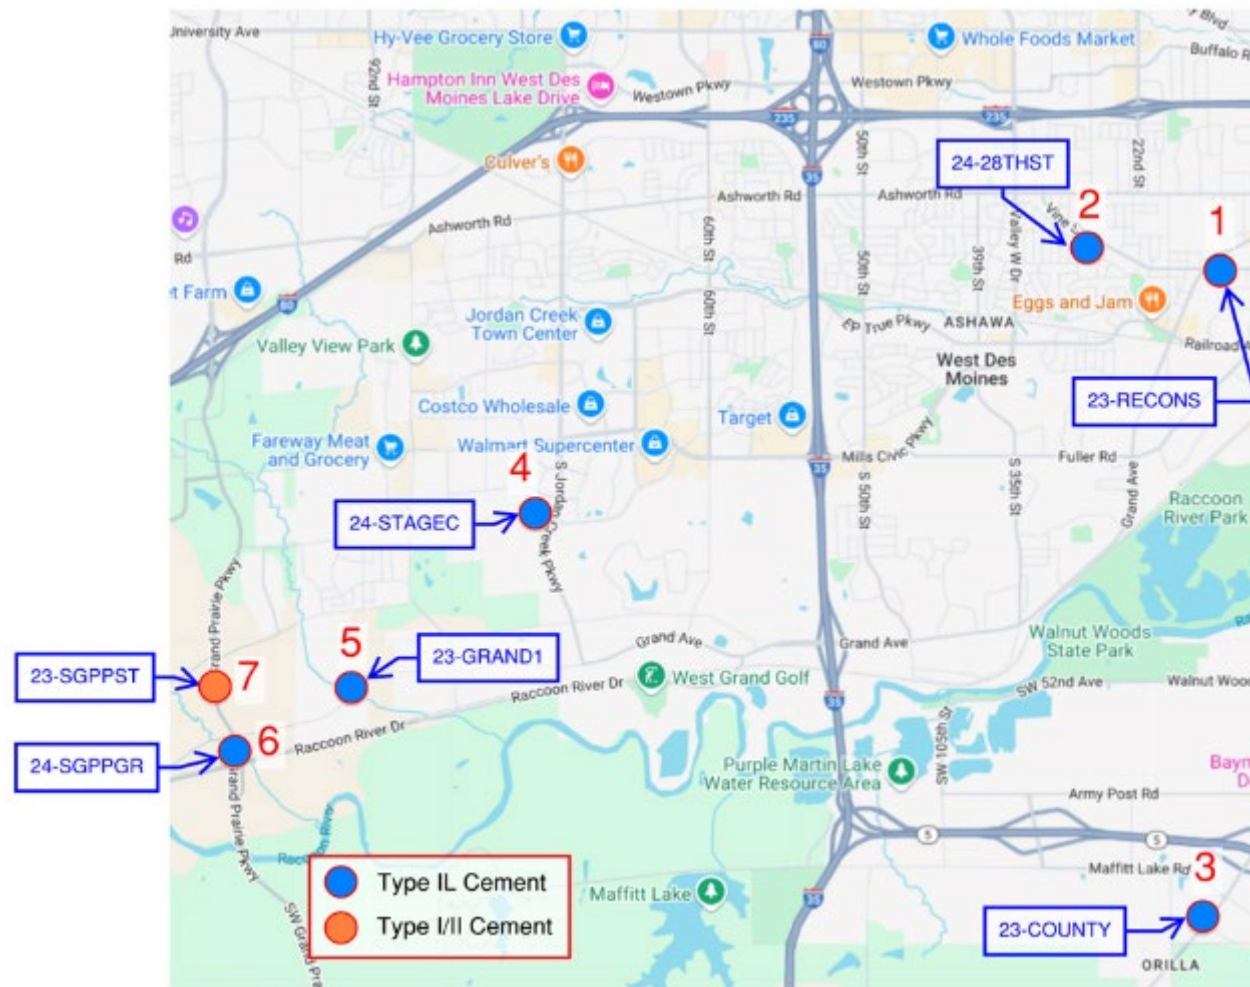 University Ave
Hy-Vee Grocery Store
Whole Foods Market
Blvd
92nd St
Hampton Inn West Des
Moines Lake Drive
Westown Pkwy
80
Westown Pkwy
235
235
24-28THST
50th St
22nd St
2
1
Culver's
35
Ashworth Rd
Ashworth Rd
Ashworth Rd
Valley W Dr
60th St
39th St
50th St
60th St
Rd
80
Jordan Creek
Town Center
Eggs and Jam
EP True Pkwy
ASHAWA
Valley View Park
West Des
Moines
23-RECONS
Costco Wholesale
Target
Fareway Meat
and Grocery
Walmart Supercenter
Mills Civic Pkwy
Fuller Rd
35
4
S Jordan Creek Pkwy
S 50th St
S 35th St
Grand Ave
Raccoon
River Park
24-STAGEC
Grand Prairie Pkwy
Grand Ave
Grand Ave
Walnut Woods
State Park
5
23-GRAND1
23-SGPPST
7
Raccoon River Dr
West Grand Golf
SW 52nd Ave
35
6
Raccoon River Dr
24-SGPPGR
SW 105th St
Purple Martin Lake
Water Resource Area
Grand Prairie Pkwy
Army Post Rd
5
5
Raccoon River
Maffitt Lake Rd
3
Type IL Cement
Type I/II Cement
Maffitt Lake
35
23-COUNTY
ORILLA